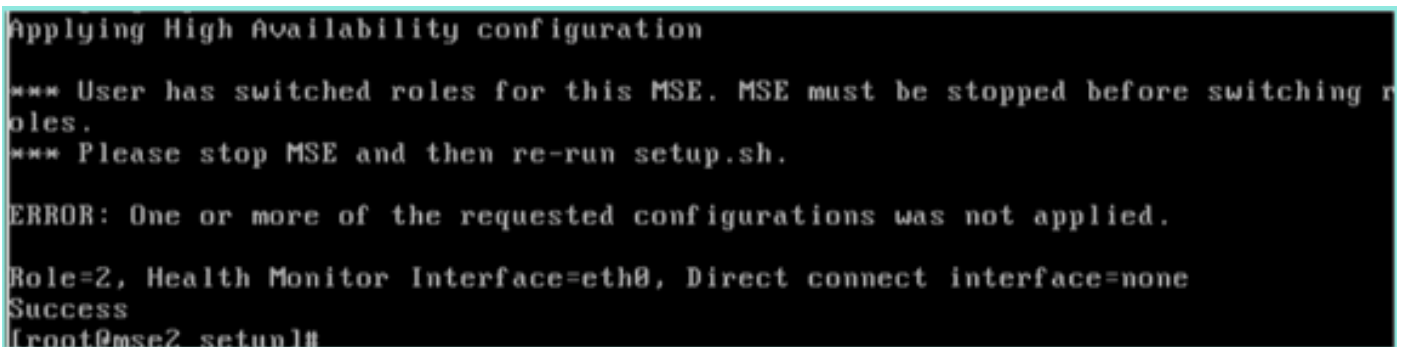 Applying High Availability configuration
*** User has switched roles for this MSE. MSE must be stopped before switching r
oles.
*** Please stop MSE and then re-run setup.sh.
ERROR: One or more of the requested configurations was not applied.
Role=2, Health Monitor Interface=eth0, Direct connect interface=none
Success
[root@mse2 setup]#